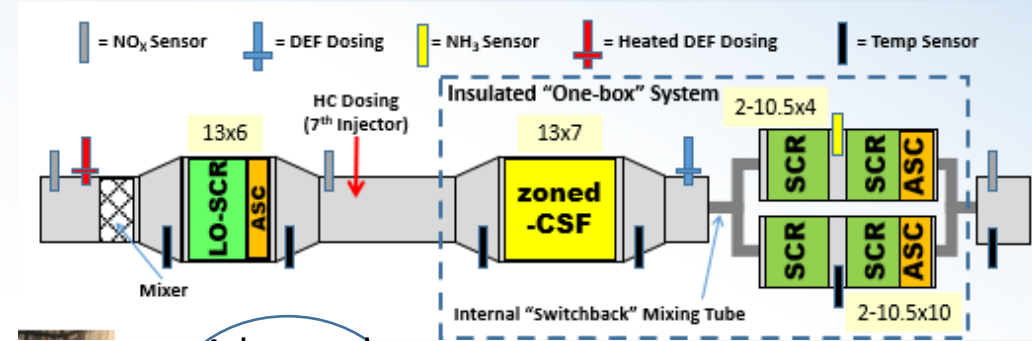 = NOX Sensor
= DEF Dosing
= NH3 Sensor
= Heated DEF Dosing
= Temp Sensor
Insulated "One-box" System
HC Dosing
(7th Injector)
13x6
13x7
2-10.5x4
LO-SCR
ASC
zoned
-CSF
SCR
SCR
ASC
SCR
SCR
ASC
Mixer
Internal "Switchback" Mixing Tube
2-10.5x10